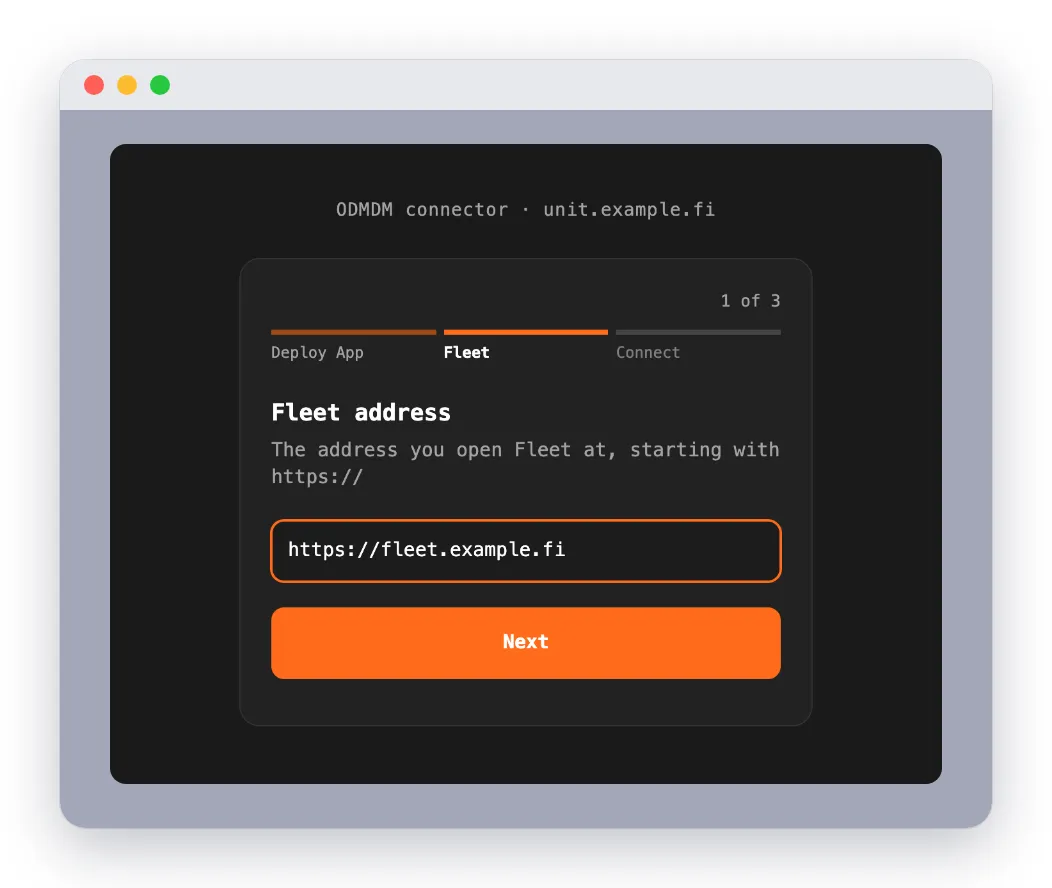 ODMDM connector · unit.example.fi
1 of 3
Deploy App
Fleet
Connect
Fleet address
The address you open Fleet at, starting with
https://
https://fleet.example.fi
Next